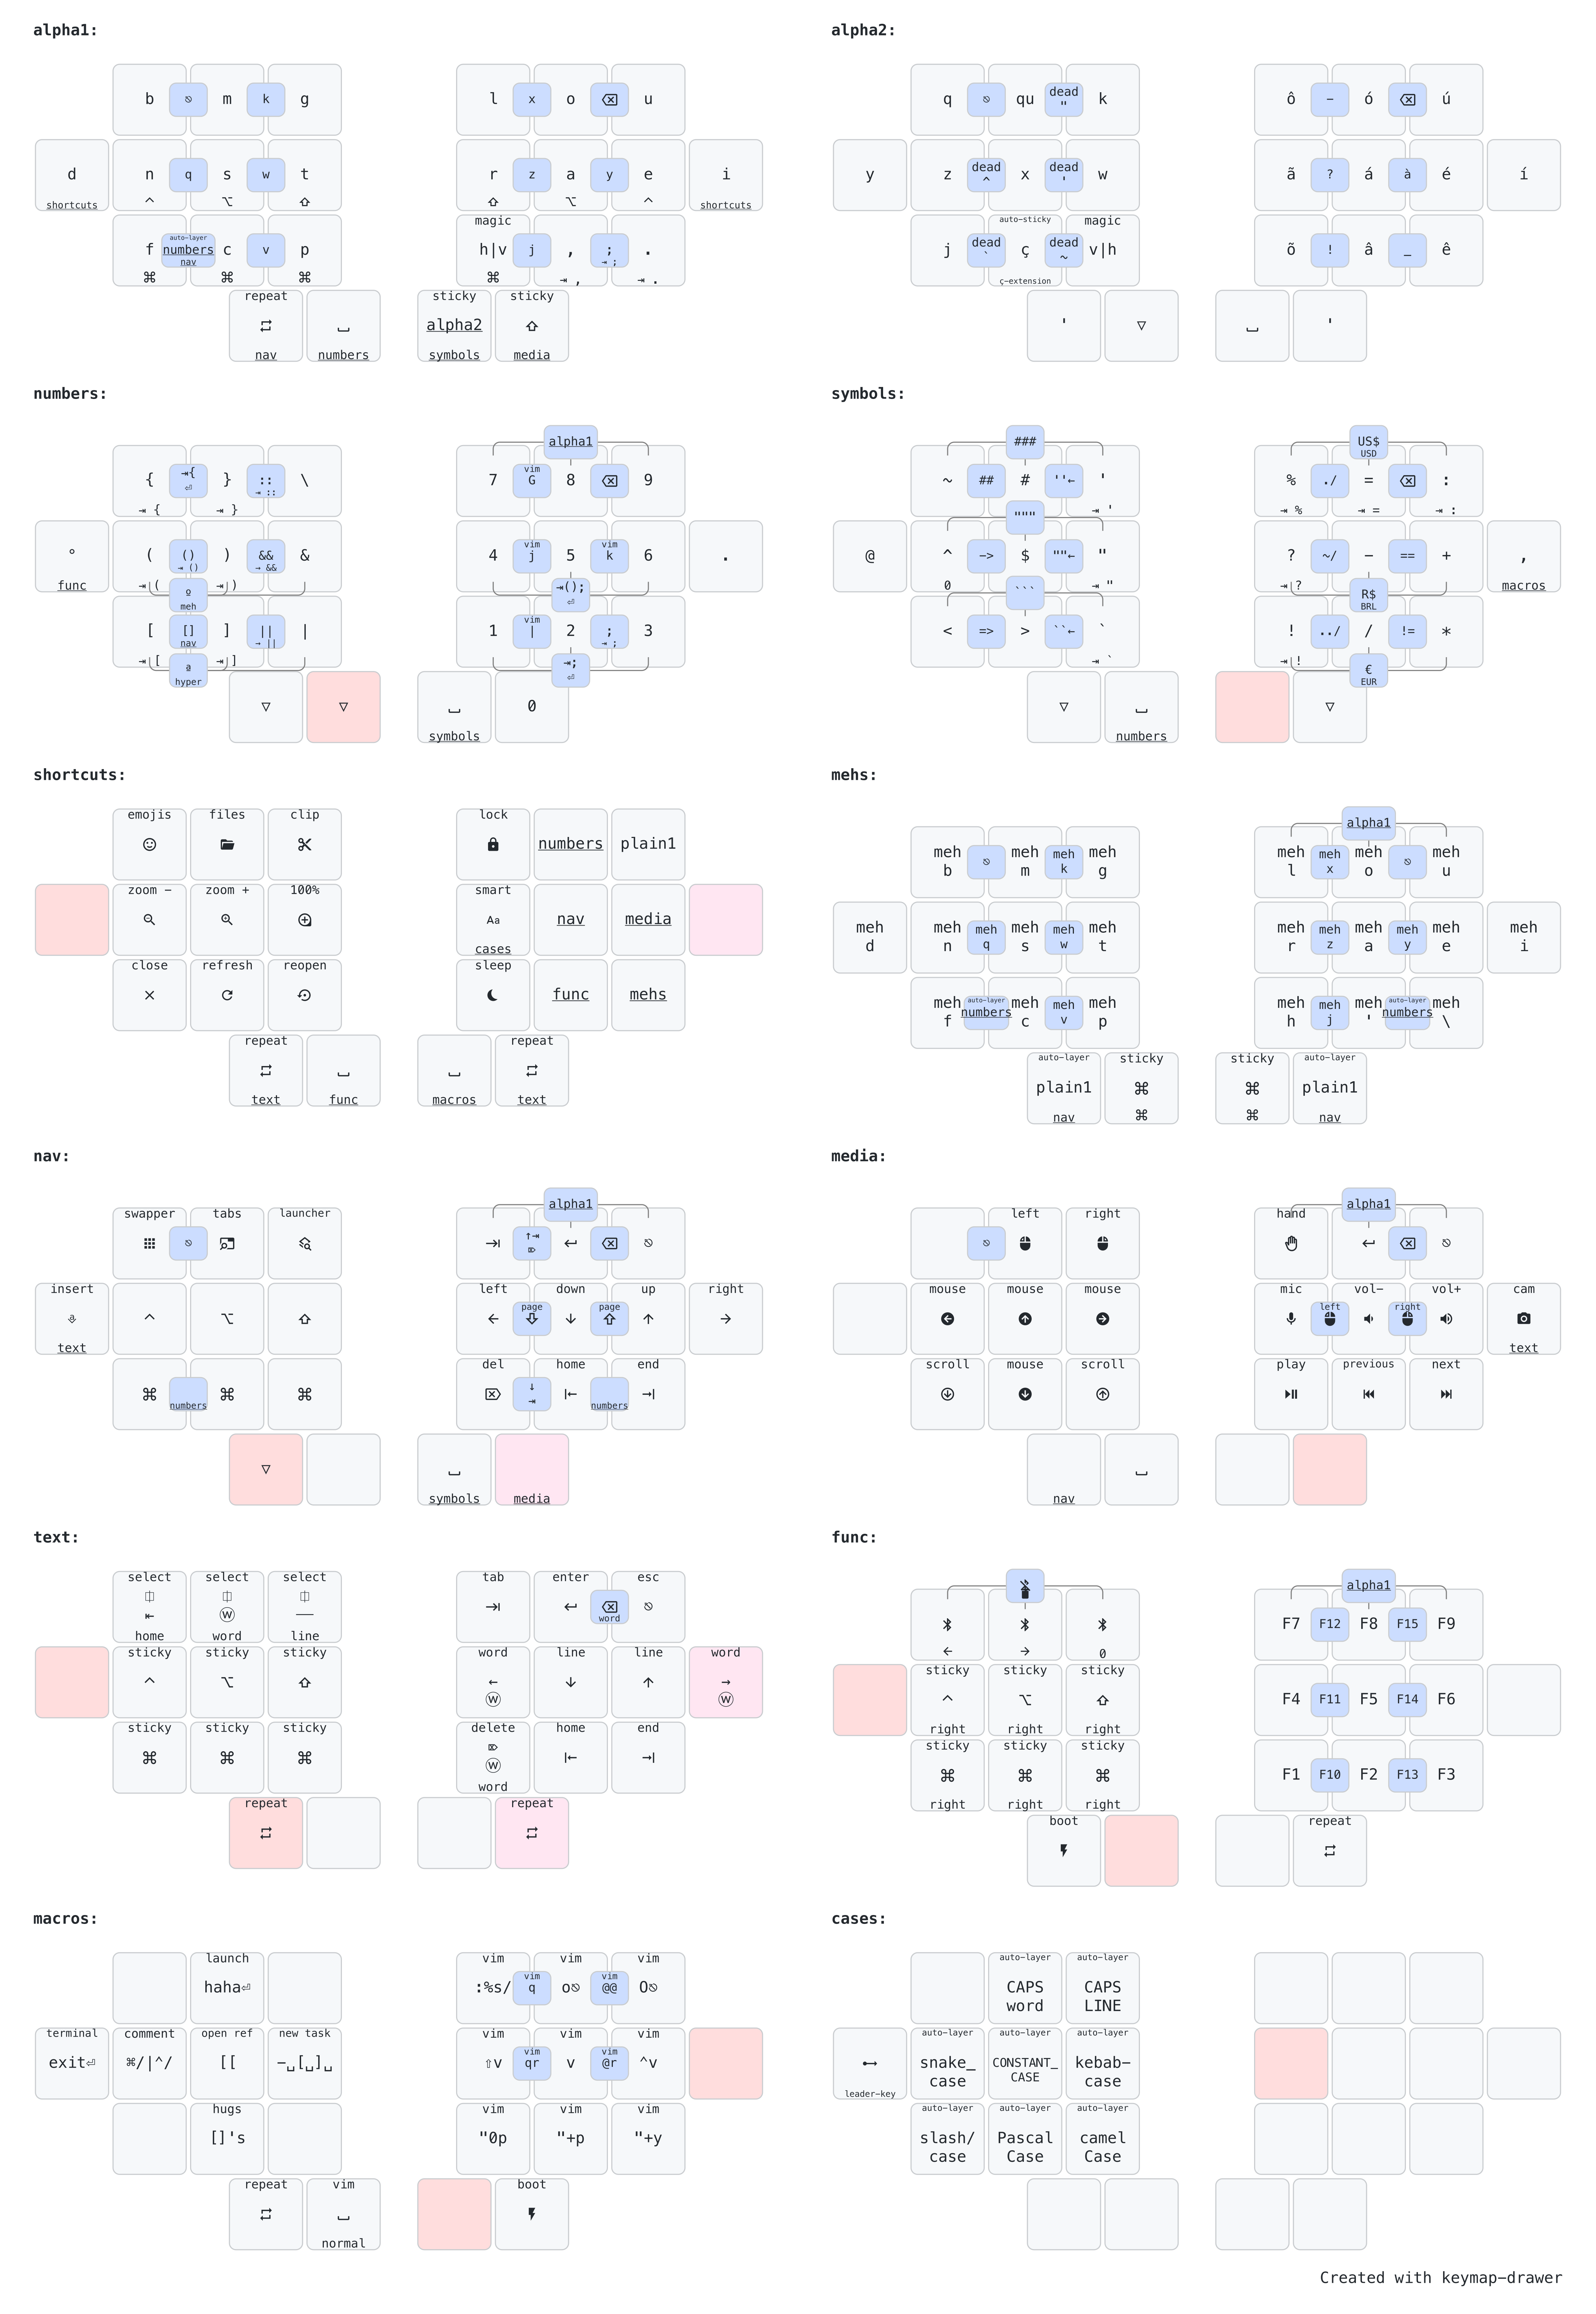 alpha1:
b ⎋ m k g l x o ⌫ u
d n q s w t r z a y e i
shortcuts ^ ⌥ ⇧ ⇧ ⌥ ^ shortcuts
magic
auto-layer
f numbers c v p h|v j , ; .
nav ⇥ ;
⌘ ⌘ ⌘ ⌘ ⇥ , ⇥ .
repeat sticky sticky
␣ alpha2 ⇧
nav numbers symbols media
alpha2:
q ⎋ qu dead " k ô − ó ⌫ ú
y z dead ^ x dead ' w ã ? á à é í
auto-sticky magic
j dead ` ç dead ~ v|h õ ! â _ ê
ç-extension
' ▽ ␣ '
numbers:
alpha1
{ ⇥{ ⏎ } :: \ 7 vim G 8 ⌫ 9
⇥ { ⇥ } ⇥ ::
° ( () ) && & 4 vim j 5 vim k 6 .
func ⇥ ( ⇥ () ⇥ ) → &&
º meh ⇥(); ⏎
[ [] ] || | 1 vim | 2 ; 3
⇥ [ nav ⇥ ] → || ⇥ ;
ª hyper ⇥; ⏎
▽ ▽ ␣ 0
symbols
symbols:
### US$ USD
~ ## # ''← ' % ./ = ⌫ :
⇥ ' ⇥ % ⇥ = ⇥ :
"""
@ ^ −> $ ""← " ? ~/ − == + ,
0 ⇥ " ⇥ ? macros
``` R$ BRL
< => > ``← ` ! ../ / != *
⇥ ` ⇥ !
€ EUR
▽ ␣ ▽
numbers
shortcuts:
emojis files clip lock
numbers plain1
zoom − zoom + 100% smart
Aa nav media
cases
close refresh reopen sleep
func mehs
repeat repeat
␣ ␣
text func macros text
mehs:
alpha1
meh b ⎋ meh m meh k meh g meh l meh x meh o ⎋ meh u
meh d meh n meh q meh s meh w meh t meh r meh z meh a meh y meh e meh i
meh f auto-layer numbers meh c meh v meh p meh h meh j meh ' auto-layer numbers meh \
auto-layer sticky sticky auto-layer
plain1 ⌘ ⌘ plain1
nav ⌘ ⌘ nav
nav:
alpha1
swapper tabs launcher
⎋ ⇥ ↑⇥ ⌦ ↵ ⌫ ⎋
insert left down up right
^ ⌥ ⇧ ← page ↓ page ↑ →
text
del home end
⌘ ⌘ ⌘ ↓ ⇥
numbers numbers
▽ ␣
symbols media
media:
alpha1
left right hand
⎋ ↵ ⌫ ⎋
mouse mouse mouse mic vol− vol+ cam
left right
text
scroll mouse scroll play previous next
␣
nav
text:
select select select tab enter esc
home word line word
sticky sticky sticky word line line word
^ ⌥ ⇧ ← ⓦ ↓ ↑ → ⓦ
sticky sticky sticky delete home end
⌘ ⌘ ⌘ ⌦ ⓦ
word
repeat repeat
func:
alpha1
← → 0 F7 F12 F8 F15 F9
sticky sticky sticky
^ ⌥ ⇧ F4 F11 F5 F14 F6
right right right
sticky sticky sticky
⌘ ⌘ ⌘ F1 F10 F2 F13 F3
right right right
boot repeat
macros:
launch vim vim vim
haha⏎ :%s/ vim q o⎋ vim @@ O⎋
terminal comment open ref new task vim vim vim
exit⏎ ⌘/|^/ [[ −␣[␣]␣ ⇧v vim qr v vim @r ^v
hugs vim vim vim
[]'s "0p "+p "+y
repeat vim boot
␣
normal
cases:
auto-layer auto-layer
CAPS word CAPS LINE
auto-layer auto-layer auto-layer
snake_ case CONSTANT_ CASE kebab− case
leader-key
auto-layer auto-layer auto-layer
slash/ case Pascal Case camel Case
Created with keymap−drawer